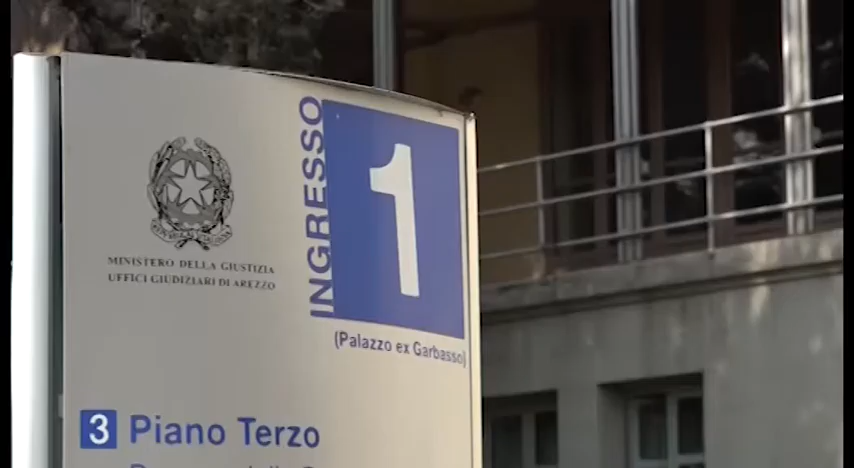 MINISTERO DELLA GIUSTIZIA
UFFICI GIUDIZIARI DI AREZZO
INGRESSO
1
(Palazzo ex Garbasso)
3 Piano Terzo